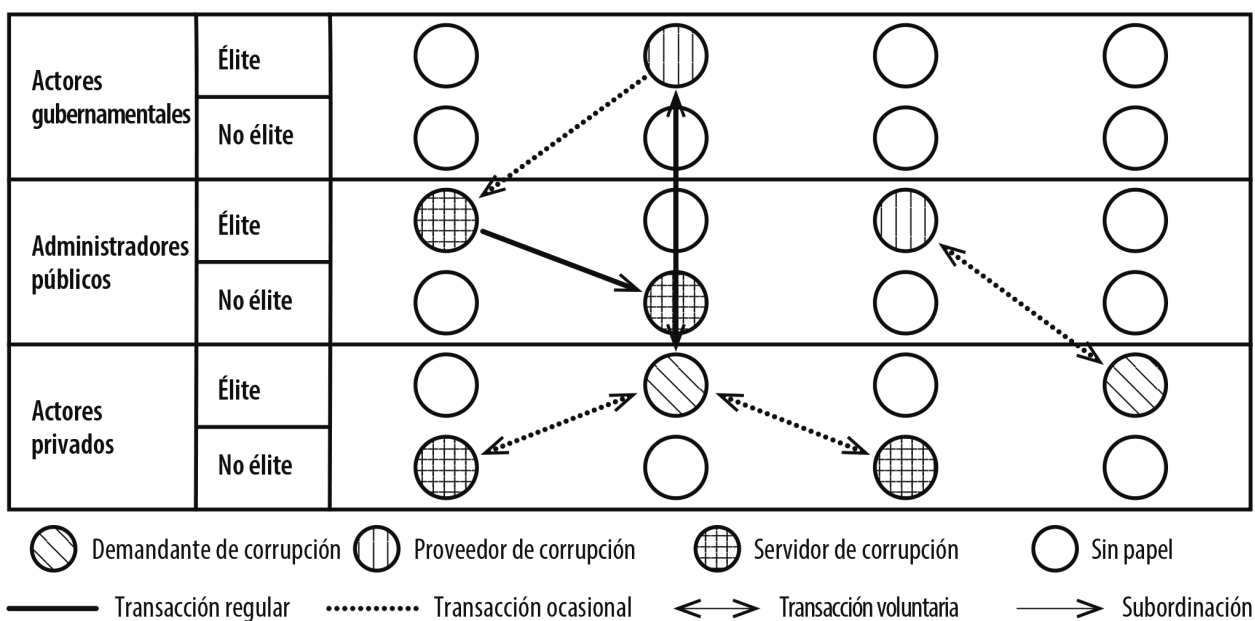 Actores
gubernamentales
Élite
No élite
Administradores
públicos
Élite
No élite
Actores
privados
Élite
No élite
Demandante de corrupción
Proveedor de corrupción
Servidor de corrupción
Sin papel
Transacción regular
Transacción ocasional
Transacción voluntaria
Subordinación